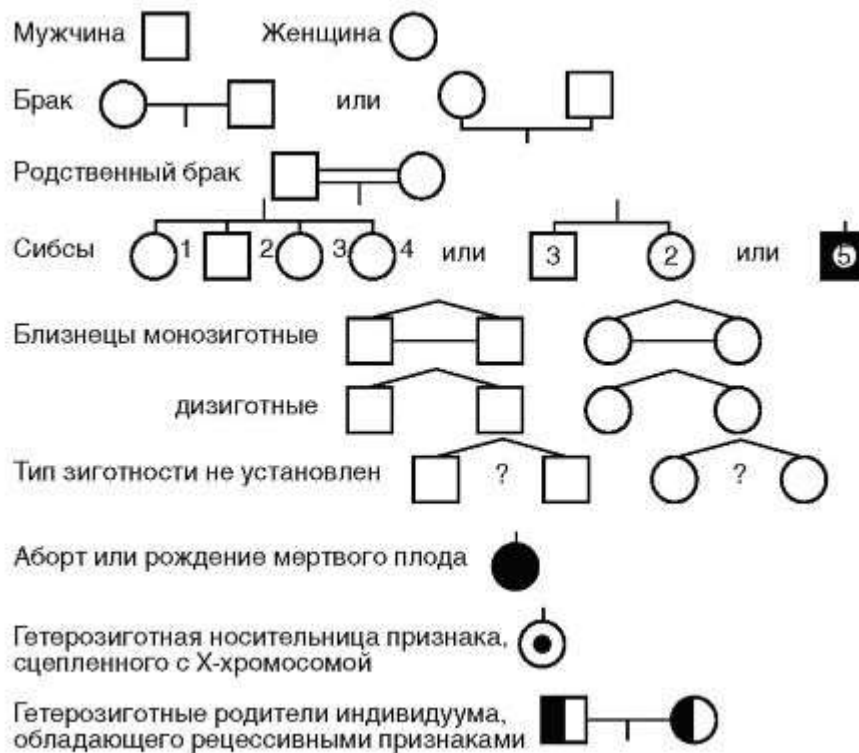 Мужчина Женщина
Брак или
Родственный брак
Сибсы 1 2 3 4 или 3 2 или 5
Близнецы монозиготные
дизиготные
Тип зиготности не установлен ? ?
Аборт или рождение мертвого плода
Гетерозиготная носительница признака,
сцепленного с Х-хромосомой
Гетерозиготные родители индивидуума,
обладающего рецессивными признаками